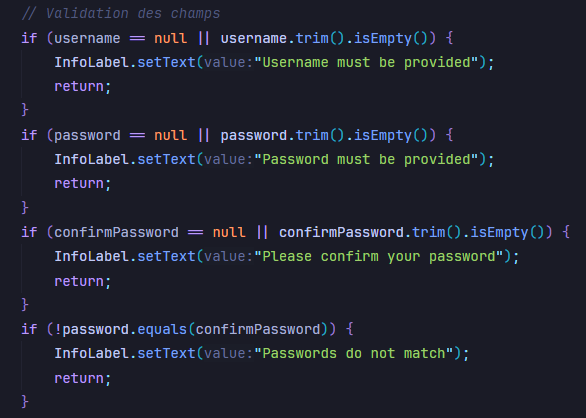 // Validation des champs
if (username == null || username.trim().isEmpty()) {
InfoLabel.setText(value:"Username must be provided");
return;
}
if (password == null || password.trim().isEmpty()) {
InfoLabel.setText(value:"Password must be provided");
return;
}
if (confirmPassword == null || confirmPassword.trim().isEmpty()) {
InfoLabel.setText(value:"Please confirm your password");
return;
}
if (!password.equals(confirmPassword)) {
InfoLabel.setText(value:"Passwords do not match");
return;
}